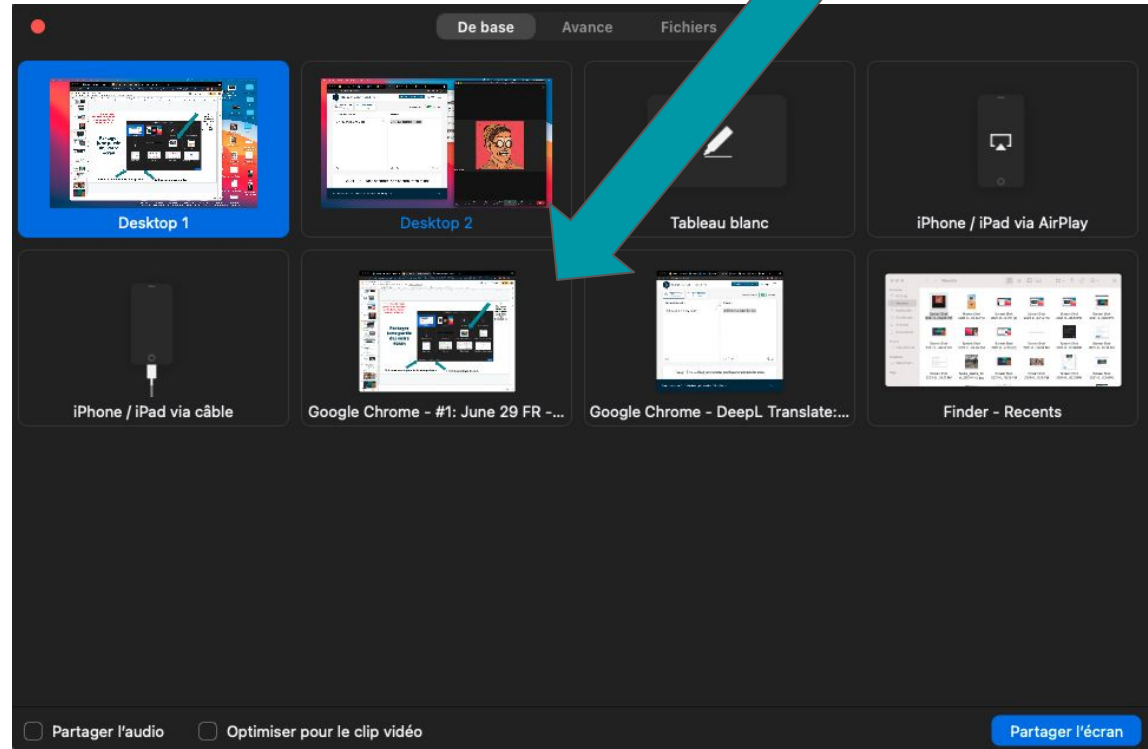 De base
Avance
Fichiers
Desktop 1
Desktop 2
Tableau blanc
iPhone / iPad via AirPlay
iPhone / iPad via câble
Google Chrome - #1: June 29 FR -...
Google Chrome - DeepL Translate:...
Finder - Recents
Partager l'audio
Optimiser pour le clip vidéo
Partager l'écran